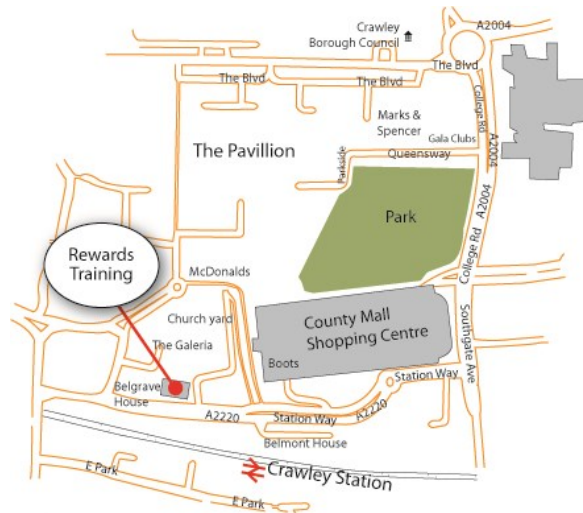 A2004
Crawley
Borough Council
The Blvd
The Blvd
The Blvd
College Rd
A2004
Marks &
Spencer
Gala Clubs
Queensway
Parkside
The Pavillion
Park
A2004
College Rd
Rewards
Training
McDonalds
Church yard
The Galeria
County Mall
Shopping Centre
Boots
Southgate Ave
Station Way
Belgrave
House
A2220
Station Way
A2220
Belmont House
Crawley Station
E Park
E Park